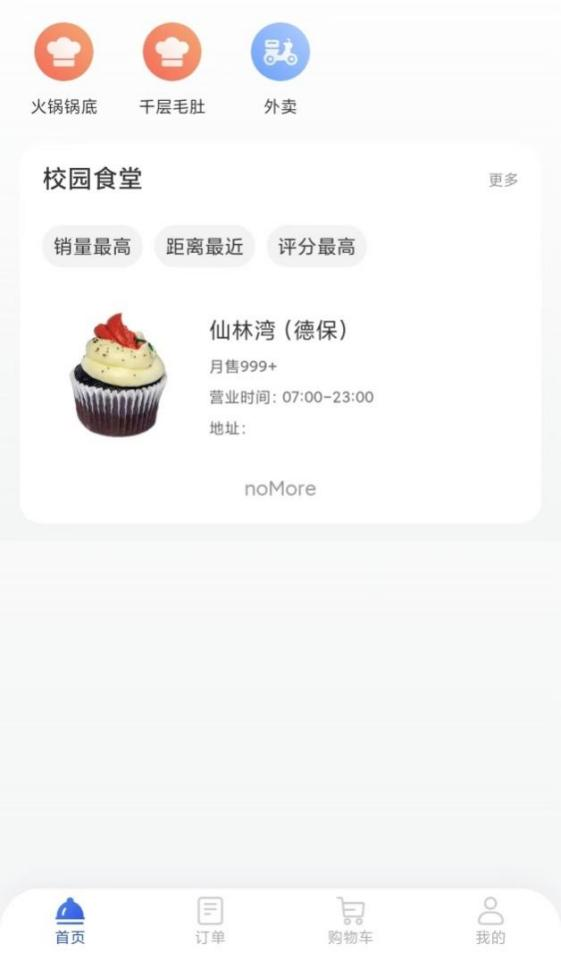 火锅锅底 千层毛肚 外卖
校园食堂 更多
销量最高 距离最近 评分最高
仙林湾（德保）
月售999+
营业时间：07:00-23:00
地址：
noMore
首页 订单 购物车 我的